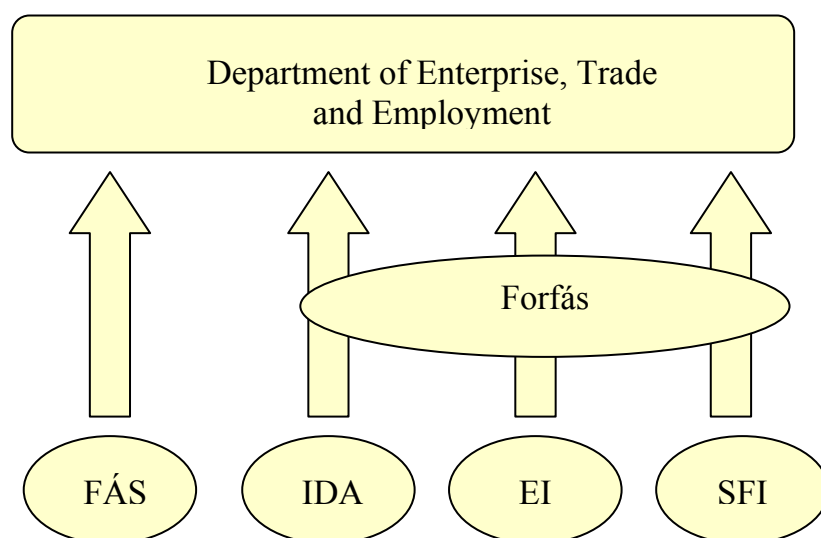 Department of Enterprise, Trade
and Employment
Forfás
FÁS
IDA
EI
SFI